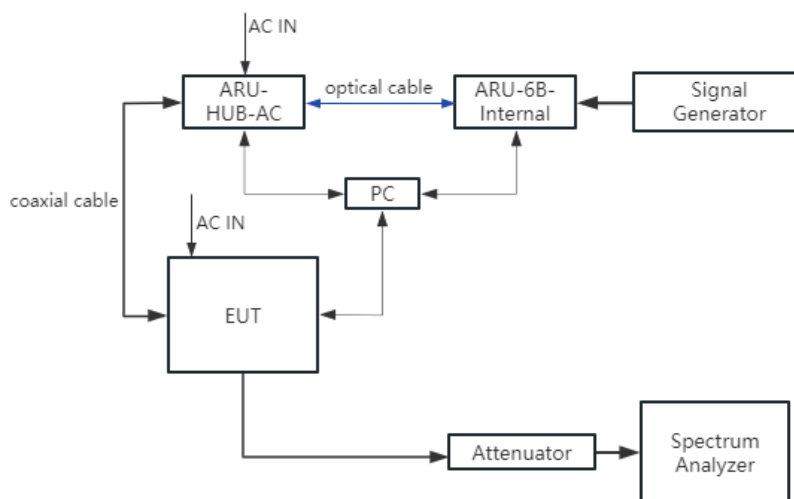 AC IN
ARU-
HUB-AC
optical cable
ARU-6B-
Internal
Signal
Generator
PC
coaxial cable
AC IN
EUT
Attenuator
Spectrum
Analyzer